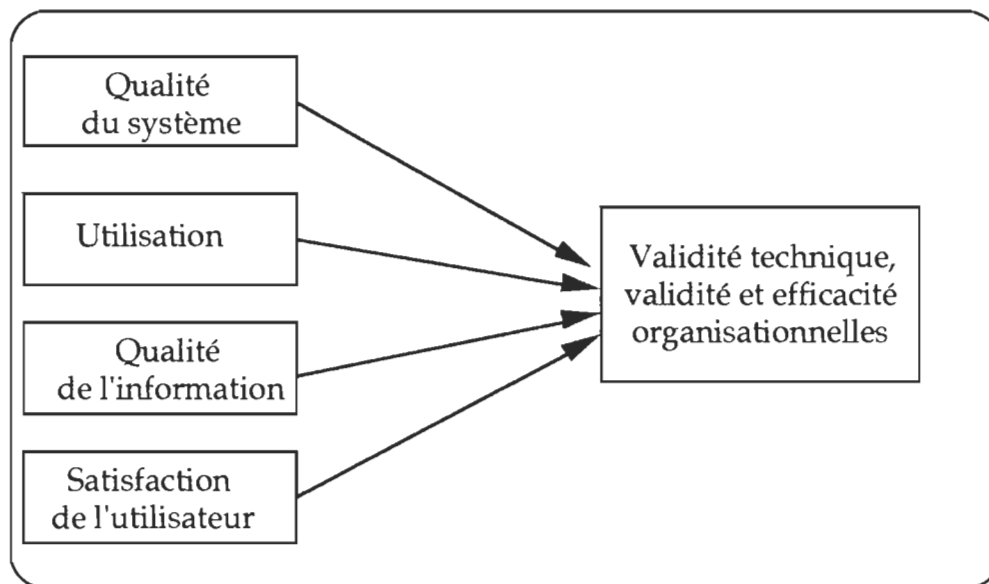 Qualité
du système
Utilisation
Qualité
de l'information
Satisfaction
de l'utilisateur
Validité technique,
validité et efficacité
organisationnelles